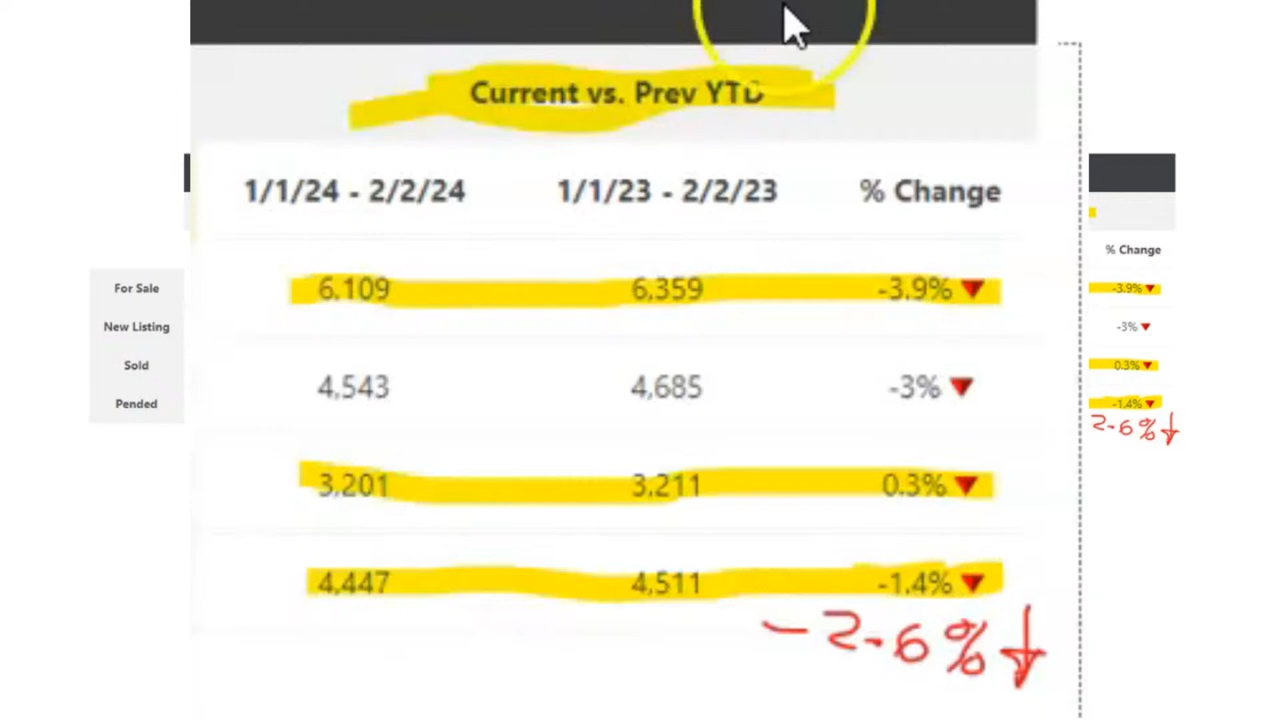 Current vs. Prev YTD
1/1/24 - 2/2/24 1/1/23 - 2/2/23 % Change
% Change
For Sale 6,109 6,359 -3.9% -3.9%
New Listing 4,543 4,685 -3% -3%
Sold 3,201 3,211 0.3% 0.3%
Pended 4,447 4,511 -1.4% -1.4%
2-6%↓
-2-6%↓